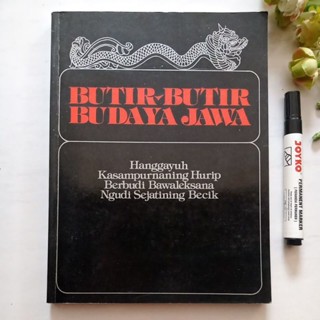 BUTIR-BUTIR
BUDAYA JAWA
Hanggayuh
Kasampurnaning Hurip
Berbudi Bawaleksana
Ngudi Sejatining Becik
JOYKO
PERMANENT MARKER